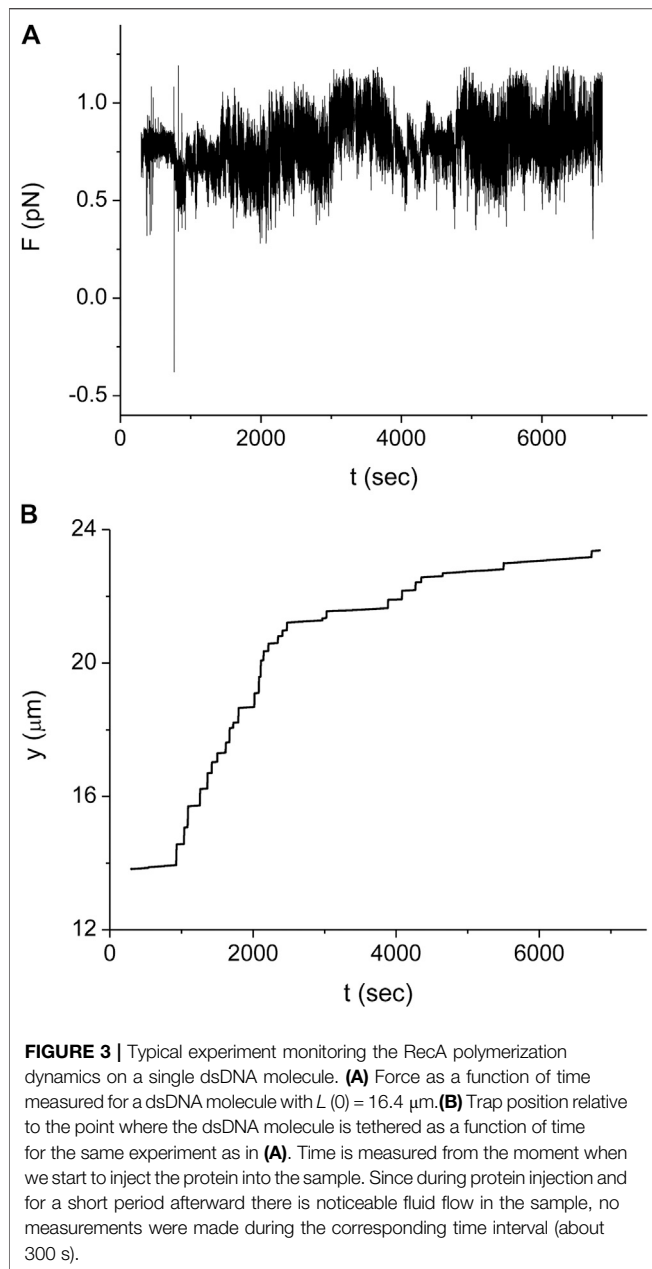 A
1.0
0.5
0.0
-0.5
F (pN)
0
2000
4000
6000
t (sec)
B
24
20
16
12
y (μm)
0
2000
4000
6000
t (sec)
FIGURE 3 | Typical experiment monitoring the RecA polymerization
dynamics on a single dsDNA molecule. (A) Force as a function of time
measured for a dsDNA molecule with L (0) = 16.4 μm.(B) Trap position relative
to the point where the dsDNA molecule is tethered as a function of time
for the same experiment as in (A). Time is measured from the moment when
we start to inject the protein into the sample. Since during protein injection and
for a short period afterward there is noticeable fluid flow in the sample, no
measurements were made during the corresponding time interval (about
300 s).